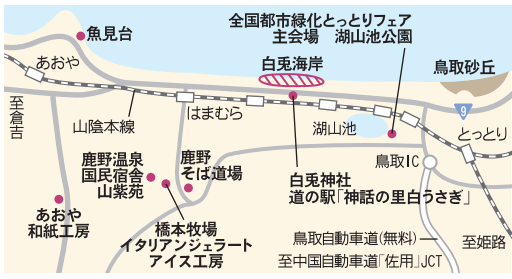 全国都市緑化とっとりフェア
主会場　湖山池公園
魚見台
白兎海岸
鳥取砂丘
あおや
9
至倉吉
山陰本線
はまむら
湖山池
とっとり
鹿野温泉
国民宿舎
山紫苑
鹿野
そば道場
鳥取IC
白兎神社
道の駅「神話の里白うさぎ」
あおや
和紙工房
橋本牧場
イタリアンジェラート
アイス工房
鳥取自動車道(無料)
至姫路
至中国自動車道「佐用」JCT